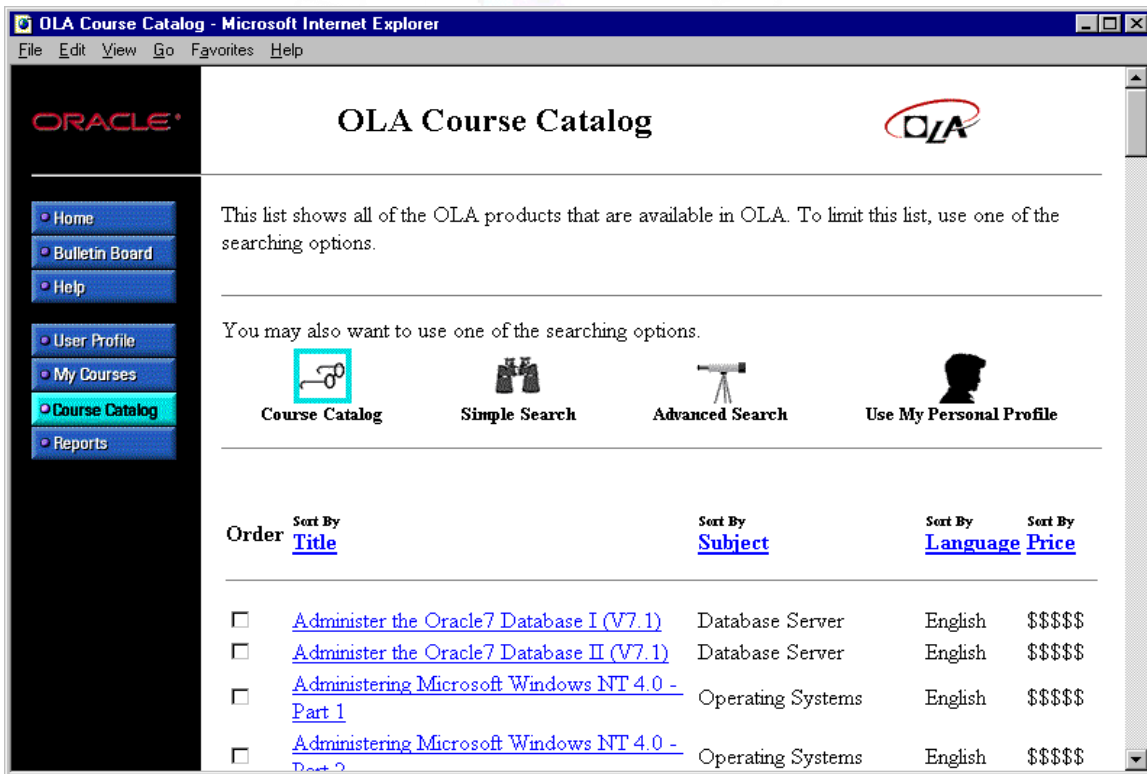 OLA Course Catalog - Microsoft Internet Explorer
File Edit View Go Favorites Help
ORACLE
OLA Course Catalog
OLA
Home
Bulletin Board
Help
User Profile
My Courses
Course Catalog
Reports
This list shows all of the OLA products that are available in OLA. To limit this list, use one of the
searching options.
You may also want to use one of the searching options.
Course Catalog Simple Search Advanced Search Use My Personal Profile
Sort By Sort By Sort By Sort By
Order Title Subject Language Price
Administer the Oracle7 Database I (V7.1) Database Server English $$$$$
Administer the Oracle7 Database II (V7.1) Database Server English $$$$$
Administering Microsoft Windows NT 4.0 -
Part 1 Operating Systems English $$$$$
Administering Microsoft Windows NT 4.0 -
Part 2 Operating Systems English $$$$$